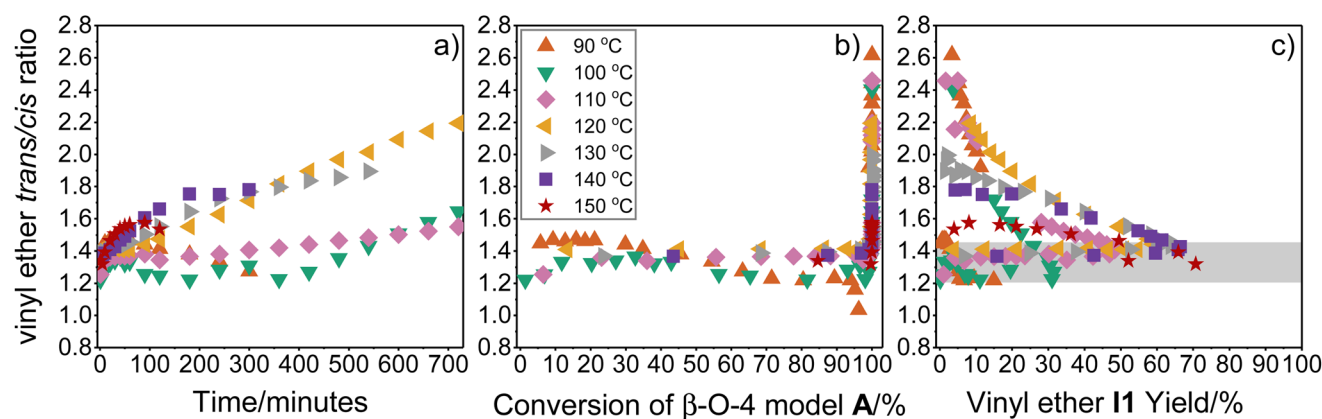 vinyl ether trans/cis ratio
2.8
2.6
2.4
2.2
2.0
1.8
1.6
1.4
1.2
1.0
0.8
a)
0 100 200 300 400 500 600 700
Time/minutes
2.8
2.6
2.4
2.2
2.0
1.8
1.6
1.4
1.2
1.0
0.8
b)
90 °C
100 °C
110 °C
120 °C
130 °C
140 °C
150 °C
0 10 20 30 40 50 60 70 80 90 100
Conversion of β-O-4 model A/%
2.8
2.6
2.4
2.2
2.0
1.8
1.6
1.4
1.2
1.0
0.8
c)
0 10 20 30 40 50 60 70 80 90 100
Vinyl ether I1 Yield/%